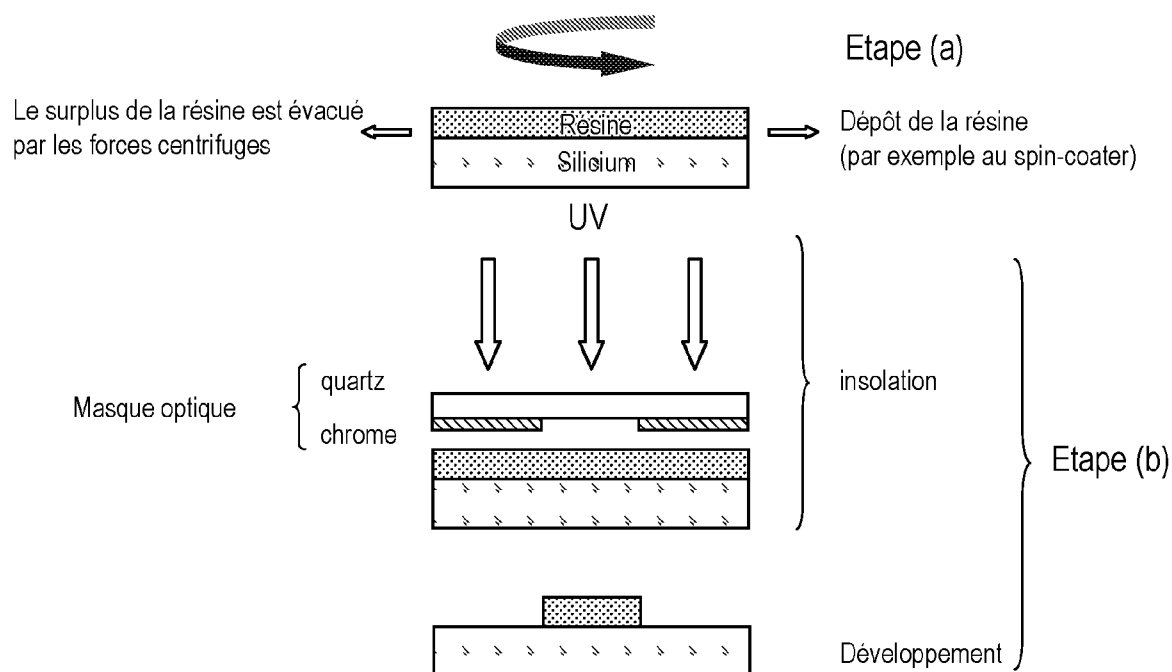 Etape (a)
Le surplus de la résine est évacué
par les forces centrifuges
Resine
Silicium
Dépôt de la résine
(par exemple au spin-coater)
UV
Masque optique
quartz
chrome
insolation
Etape (b)
Développement